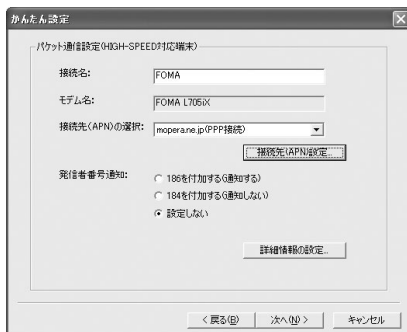 かんたん設定
パケット通信設定(HIGH-SPEED対応端末)
接続名: FOMA
モデム名: FOMA L705iX
接続先(APN)の選択: mopera.ne.jp(PPP接続)
接続先(APN)設定...
発信者番号通知: 186を付加する(通知する)
184を付加する(通知しない)
設定しない
詳細情報の設定...
< 戻る(B) 次へ(N) > キャンセル